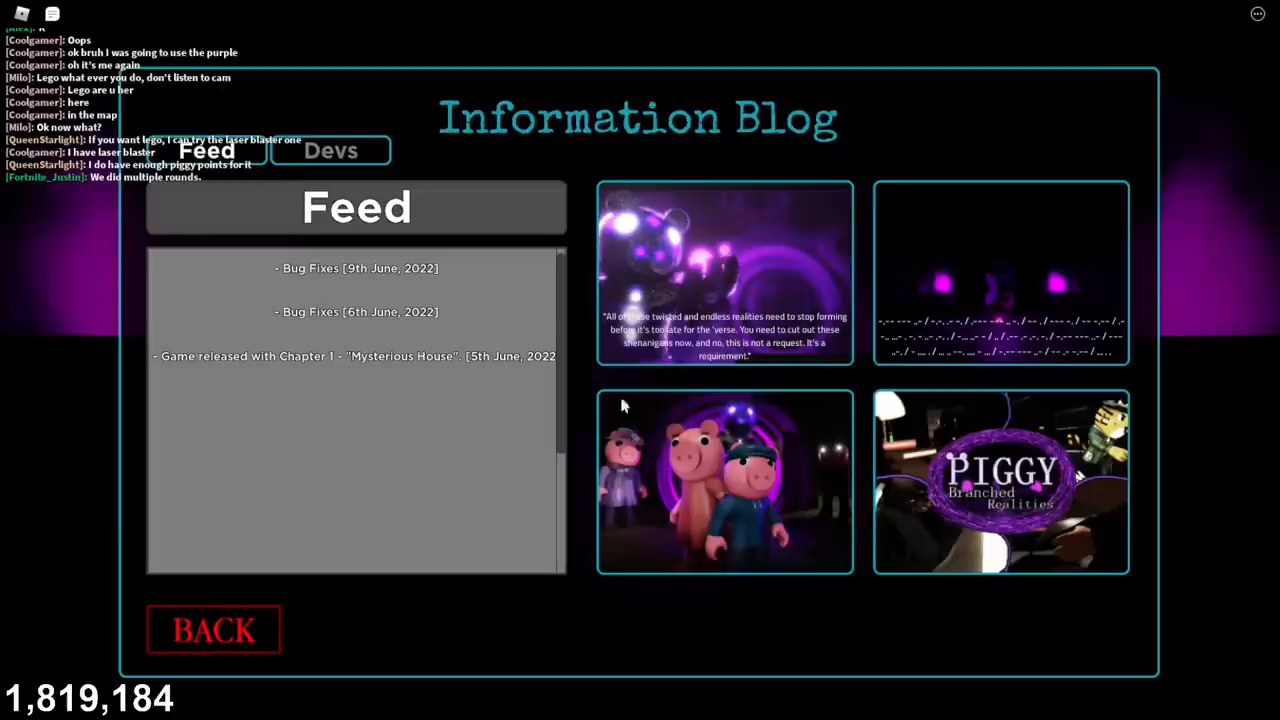 [Alex]: R
[Coolgamer]: Oops
[Coolgamer]: ok bruh I was going to use the purple
[Coolgamer]: oh it's me again
[Milo]: Lego what ever you do, don't listen to cam
[Coolgamer]: Lego are u her
[Coolgamer]: here
[Coolgamer]: in the map
[Milo]: Ok now what?
[QueenStarlight]: If you want lego, I can try the laser blaster one
[Coolgamer]: I have laser blaster
[QueenStarlight]: I do have enough piggy points for it
[Fortnite_Justin]: We did multiple rounds.
Information Blog
Feed
Devs
Feed
- Bug Fixes [9th June, 2022]
- Bug Fixes [6th June, 2022]
- Game released with Chapter 1 - "Mysterious House". [5th June, 2022
"All of these twisted and endless realities need to stop forming
before it's too late for the 'verse. You need to cut out these
shenanigans now, and no, this is not a request. It's a
requirement."
PIGGY
Branched
Realities
BACK
1,819,184